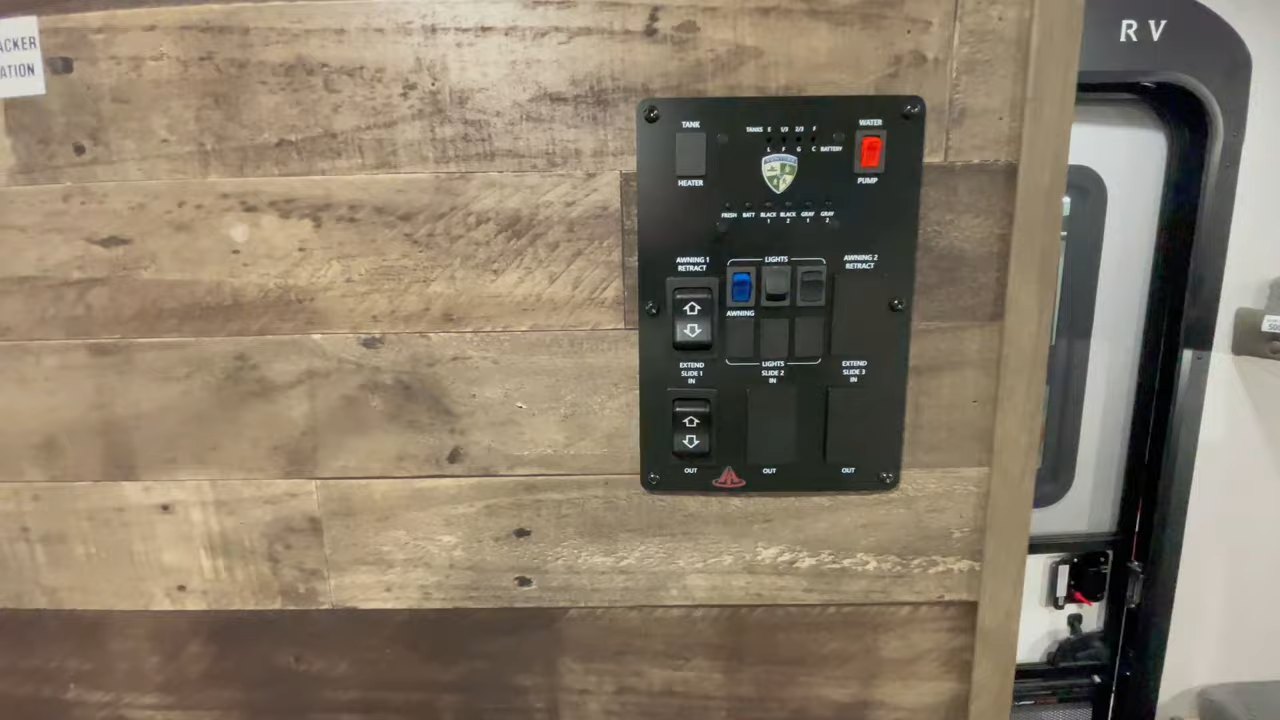 ACKER
ATION
RV
TANK
HEATER
TANKS E 1/3 2/3 F
L F G C BATTERY
WATER
PUMP
FRESH BATT BLACK 1 BLACK 2 GRAY 1 GRAY 2
AWNING 1
RETRACT
LIGHTS
AWNING 2
RETRACT
AWNING
EXTEND
SLIDE 1
IN
LIGHTS
SLIDE 2
IN
EXTEND
SLIDE 3
IN
OUT
OUT
OUT